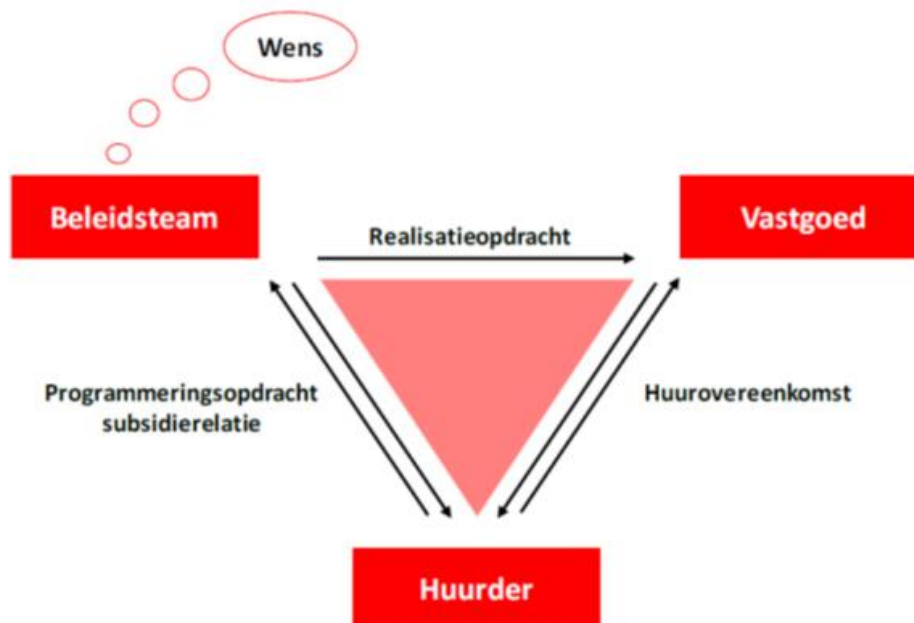 Wens
Beleidsteam
Vastgoed
Realisatieopdracht
Programmeringsopdracht
subsidierelatie
Huurovereenkomst
Huurder